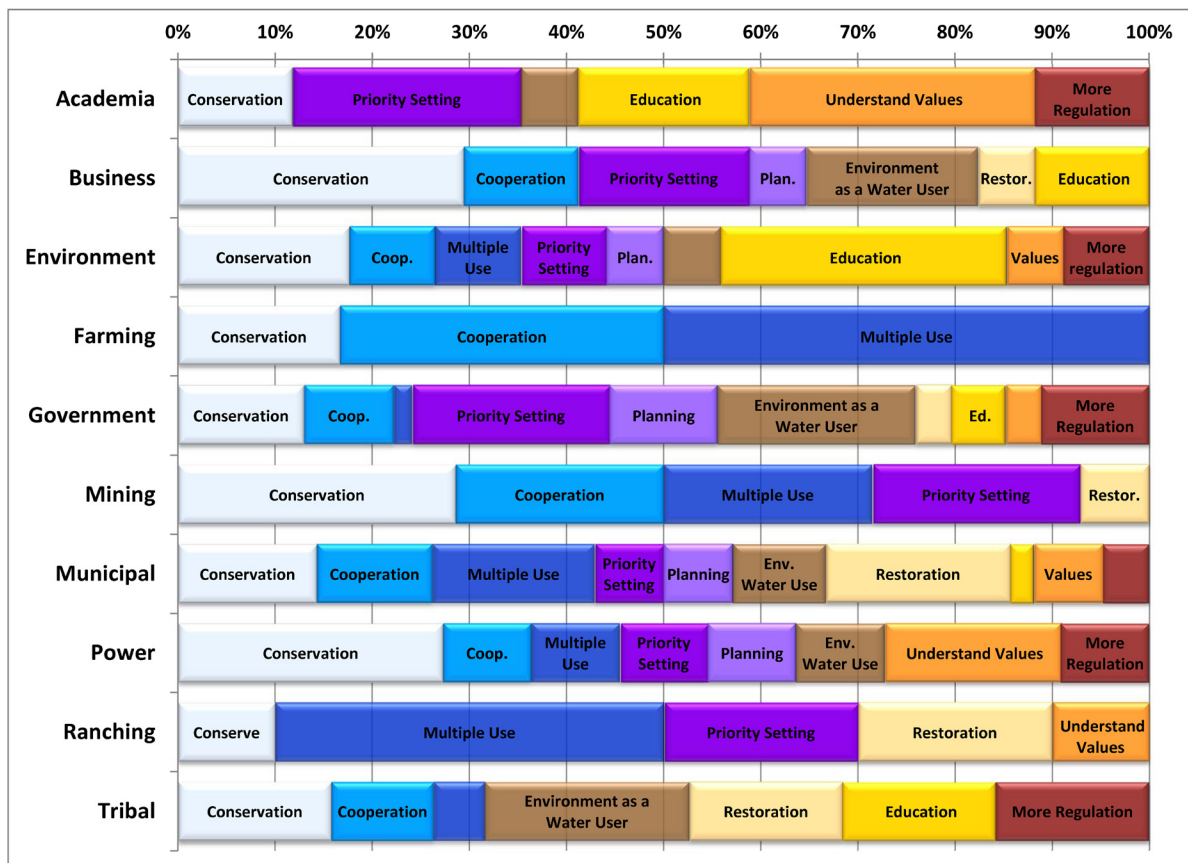 0% 10% 20% 30% 40% 50% 60% 70% 80% 90% 100%
Academia
Conservation
Priority Setting
Education
Understand Values
More
Regulation
Business
Conservation
Cooperation
Priority Setting
Plan.
Environment
as a Water User
Restor.
Education
Environment
Conservation
Coop.
Multiple
Use
Priority
Setting
Plan.
Education
Values
More
regulation
Farming
Conservation
Cooperation
Multiple Use
Government
Conservation
Coop.
Priority Setting
Planning
Environment as a
Water User
Ed.
More
Regulation
Mining
Conservation
Cooperation
Multiple Use
Priority Setting
Restor.
Municipal
Conservation
Cooperation
Multiple Use
Priority
Setting
Planning
Env.
Water Use
Restoration
Values
Power
Conservation
Coop.
Multiple
Use
Priority
Setting
Planning
Env.
Water Use
Understand Values
More
Regulation
Ranching
Conserve
Multiple Use
Priority Setting
Restoration
Understand
Values
Tribal
Conservation
Cooperation
Environment as a
Water User
Restoration
Education
More Regulation